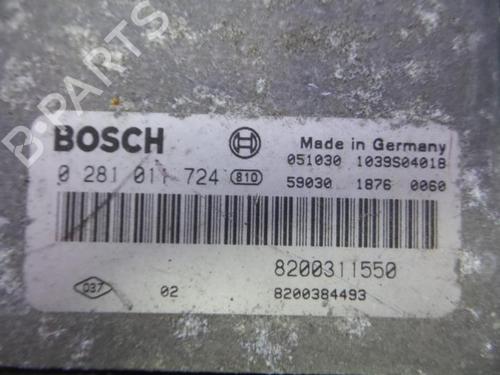 B-PARTS
BOSCH
Made in Germany
051030 1039S04018
0 281 011 724 810
59030 1876 0060
8200311550
037 02 8200384493